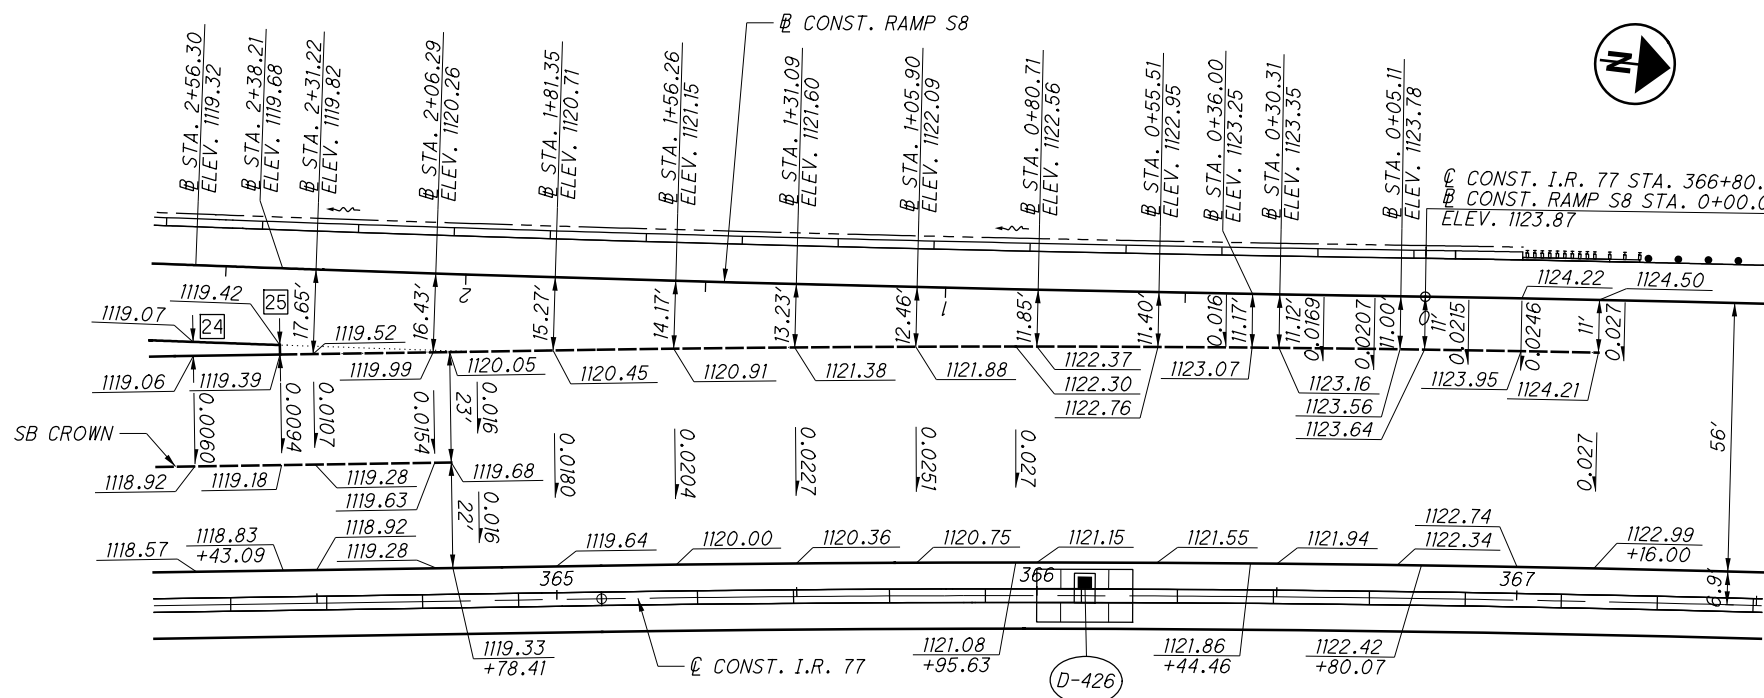 ℄ CONST. RAMP S8
N
B STA. 2+56.30
ELEV. 1119.32
B STA. 2+38.21
ELEV. 1119.68
B STA. 2+31.22
ELEV. 1119.82
B STA. 2+06.29
ELEV. 1120.26
B STA. 1+81.35
ELEV. 1120.71
B STA. 1+56.26
ELEV. 1121.15
B STA. 1+31.09
ELEV. 1121.60
B STA. 1+05.90
ELEV. 1122.09
B STA. 0+80.71
ELEV. 1122.56
B STA. 0+55.51
ELEV. 1122.95
B STA. 0+36.00
ELEV. 1123.25
B STA. 0+30.31
ELEV. 1123.35
B STA. 0+05.11
ELEV. 1123.78
℄ CONST. I.R. 77 STA. 366+80.
B CONST. RAMP S8 STA. 0+00.0
ELEV. 1123.87
2
1
0
1119.42
25
1119.07
24
17.65'
16.43'
15.27'
14.17'
13.23'
12.46'
11.85'
11.40'
0.016
11.17'
11.12'
0.0169
0.0207
11.00'
11'
0.0215
0.0246
11'
0.027
1124.22
1124.50
1119.52
1119.06
1119.39
1119.99
1120.05
1120.45
1120.91
1121.38
1121.88
1122.37
1122.30
1122.76
1123.07
1123.16
1123.56
1123.64
1123.95
1124.21
SB CROWN
0.0060
0.0094
0.0107
0.0154
23'
0.016
0.0180
0.0204
0.0227
0.0251
0.027
0.027
56'
1118.92
1119.18
1119.28
1119.63
1119.68
22'
0.016
1118.57
1118.83
+43.09
1118.92
1119.28
1119.64
1120.00
1120.36
1120.75
1121.15
1121.55
1121.94
1122.74
1122.34
1122.99
+16.00
6.9'
365
366
367
1119.33
+78.41
℄ CONST. I.R. 77
1121.08
+95.63
D-426
1121.86
+44.46
1122.42
+80.07